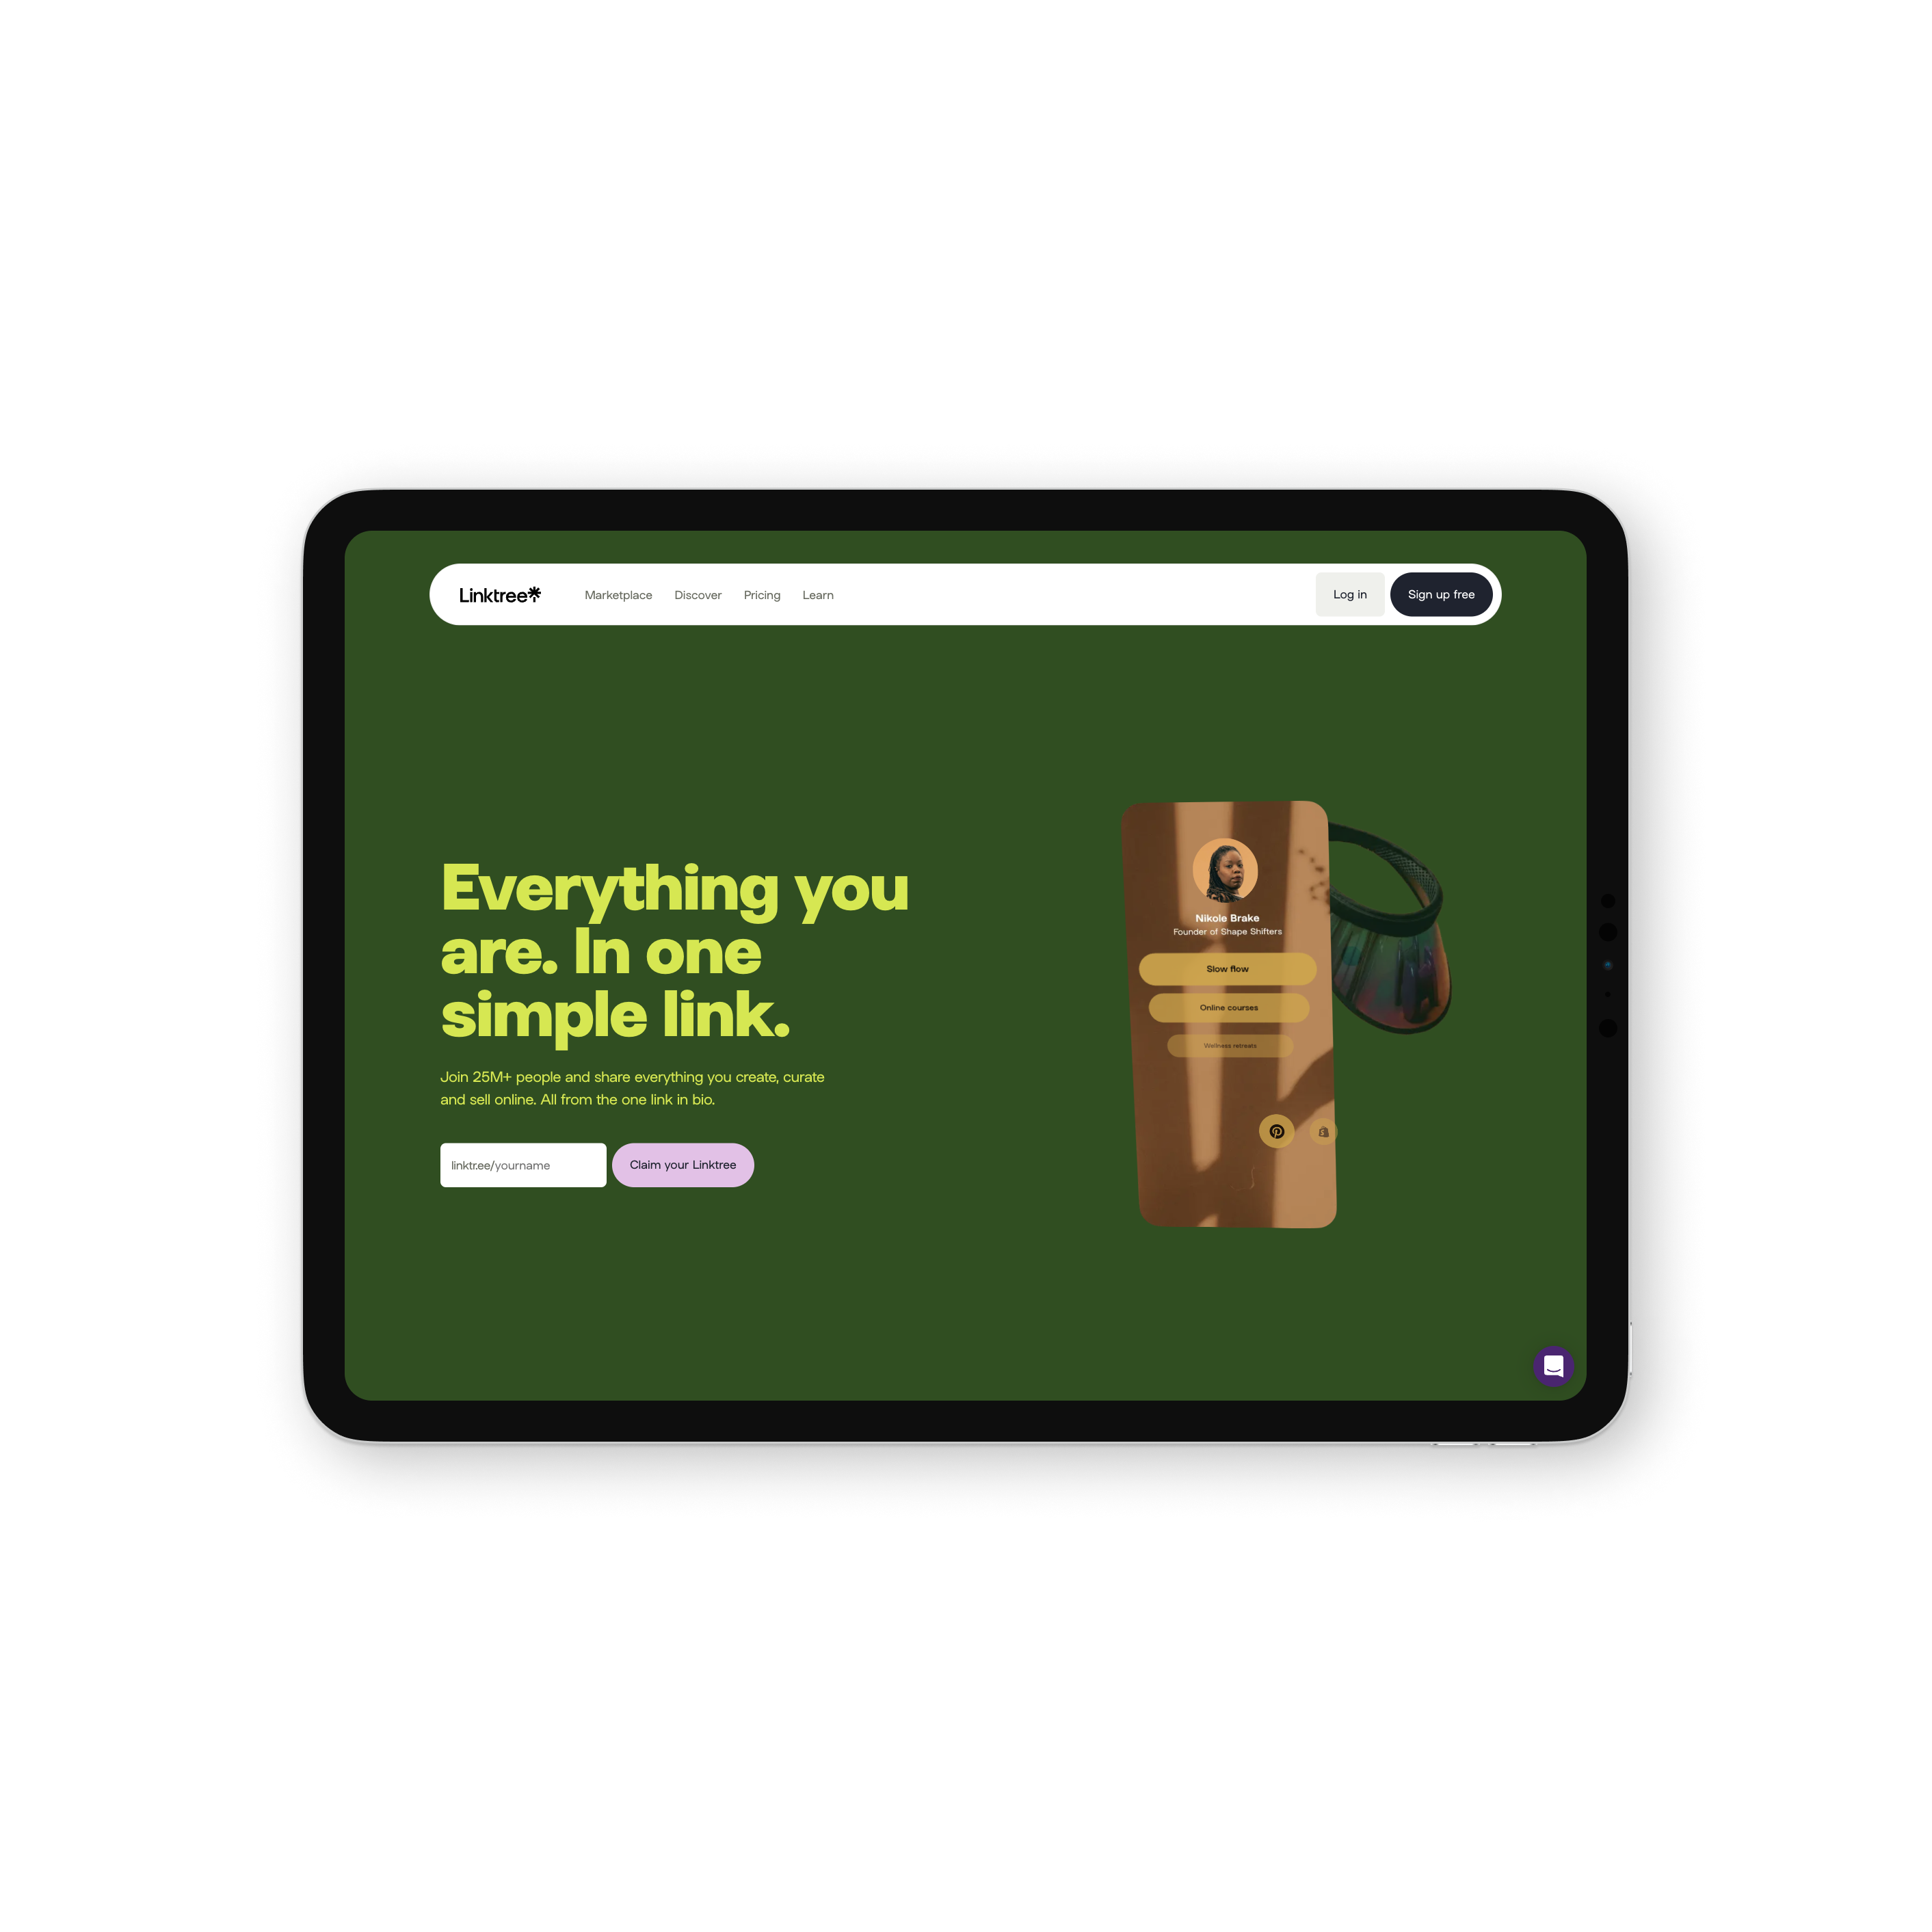 Linktree
Marketplace
Discover
Pricing
Learn
Log in
Sign up free
Everything you
are. In one
simple link.
Join 25M+ people and share everything you create, curate
and sell online. All from the one link in bio.
linktr.ee/yourname
Claim your Linktree
Nikole Brake
Founder of Shape Shifters
Slow flow
Online courses
Wellness retreats